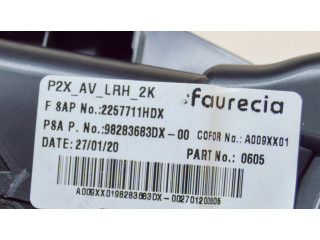 P2X_AV_LRH_2K
faurecia
F 8AP No.:2257711HDX
P8A P. No.:98283683DX-00 COFOR No.: A009XX01
DATE: 27/01/20 PART No.: 0605
A009XX0198283683DX-002701200605